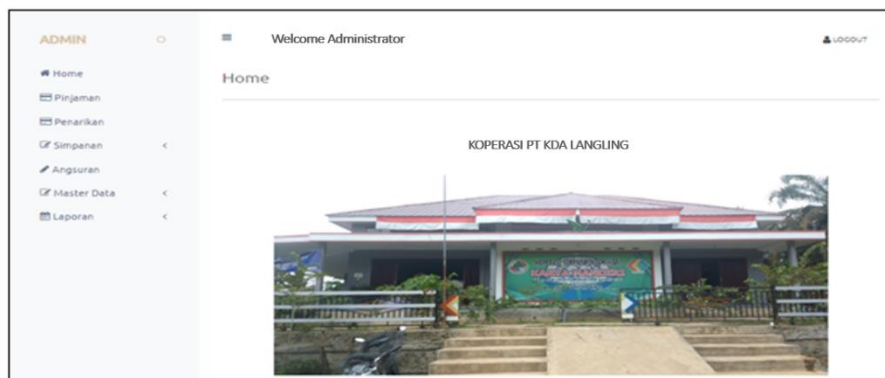 ADMIN
Home
Pinjaman
Penarikan
Simpanan
Angsuran
Master Data
Laporan
Welcome Administrator
LOGOUT
Home
KOPERASI PT KDA LANGLING